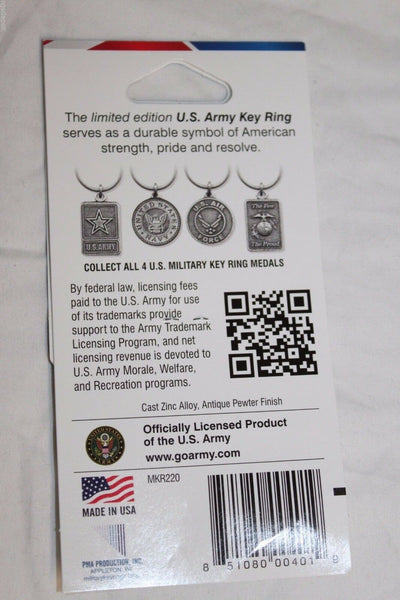 The limited edition U.S. Army Key Ring
serves as a durable symbol of American
strength, pride and resolve.
U.S. ARMY
UNITED STATES NAVY
U.S. AIR FORCE
The Few
The Proud
COLLECT ALL 4 U.S. MILITARY KEY RING MEDALS
By federal law, licensing fees
paid to the U.S. Army for use
of its trademarks provide
support to the Army Trademark
Licensing Program, and net
licensing revenue is devoted to
U.S. Army Morale, Welfare,
and Recreation programs.
Cast Zinc Alloy, Antique Pewter Finish
Officially Licensed Product
of the U.S. Army
www.goarmy.com
MKR220
MADE IN USA
PMA PRODUCTION, INC.
APPLETON,
8 51080 00401 9